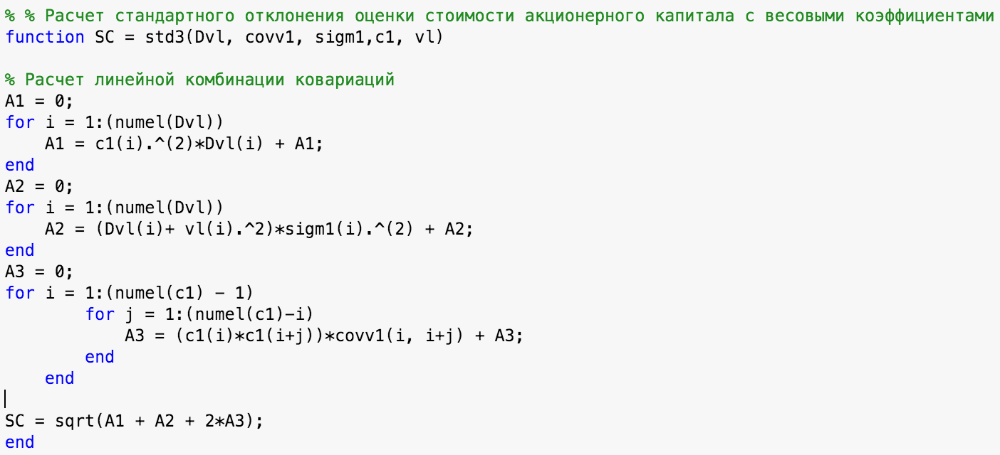 % % Расчет стандартного отклонения оценки стоимости акционерного капитала с весовыми коэффициентами
function SC = std3(Dvl, covv1, sigm1,c1, vl)
% Расчет линейной комбинации ковариаций
A1 = 0;
for i = 1:(numel(Dvl))
    A1 = c1(i).^(2)*Dvl(i) + A1;
end
A2 = 0;
for i = 1:(numel(Dvl))
    A2 = (Dvl(i)+ vl(i).^2)*sigm1(i).^(2) + A2;
end
A3 = 0;
for i = 1:(numel(c1) - 1)
        for j = 1:(numel(c1)-i)
            A3 = (c1(i)*c1(i+j))*covv1(i, i+j) + A3;
        end
    end
SC = sqrt(A1 + A2 + 2*A3);
end